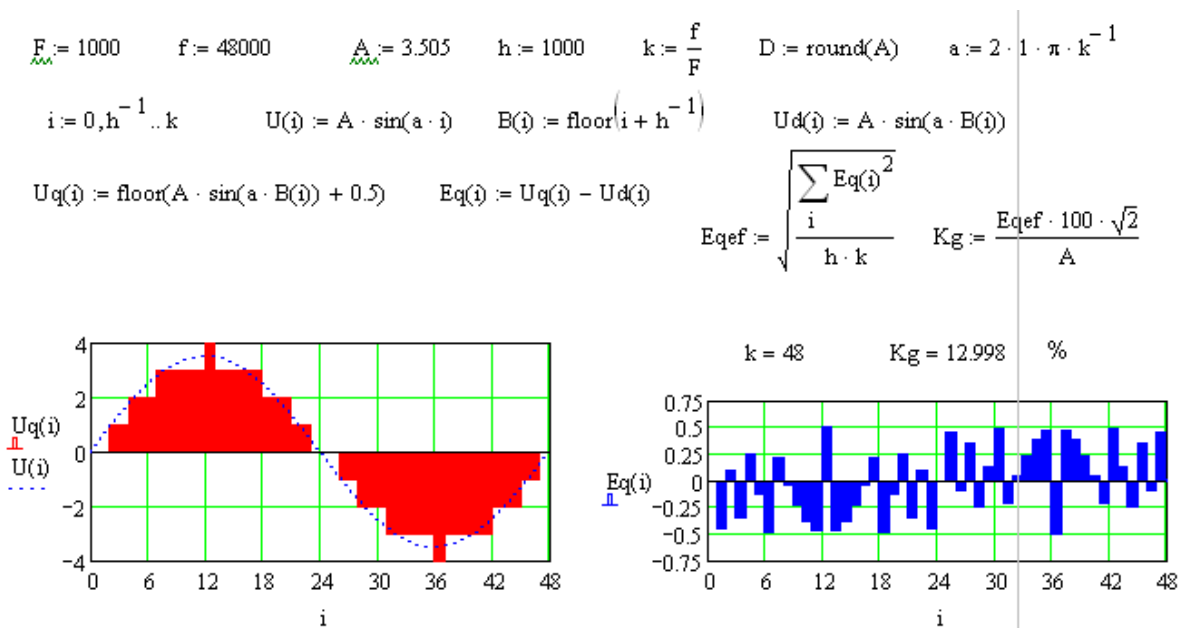 F := 1000 f := 48000 A := 3.505 h := 1000 k := f/F D := round(A) a := 2 · 1 · π · k^-1
i := 0, h^-1 .. k U(i) := A · sin(a · i) B(i) := floor(i + h^-1) Ud(i) := A · sin(a · B(i))
Uq(i) := floor(A · sin(a · B(i)) + 0.5) Eq(i) := Uq(i) − Ud(i)
Eqef := √(∑i Eq(i)^2 / (h · k)) Kg := Eqef · 100 · √2 / A
k = 48 Kg = 12.998 %
4
2
0
−2
−4
Uq(i)
U(i)
0 6 12 18 24 30 36 42 48
i
0.75
0.5
0.25
0
−0.25
−0.5
−0.75
Eq(i)
0 6 12 18 24 30 36 42 48
i